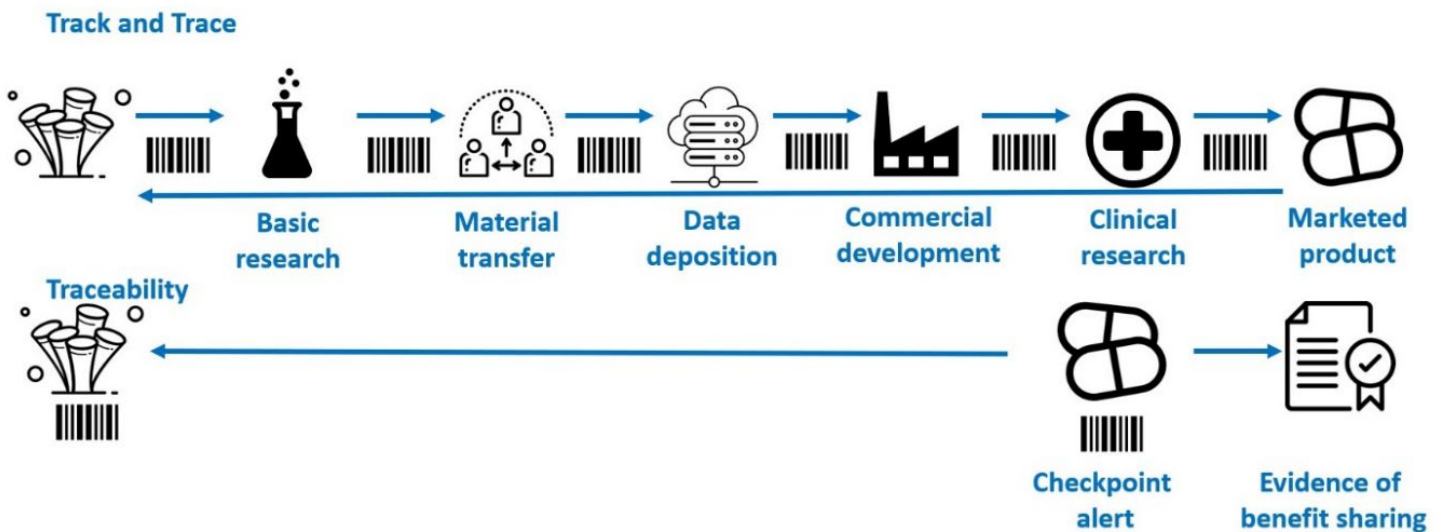 Track and Trace
Basic
research
Material
transfer
Data
deposition
Commercial
development
Clinical
research
Marketed
product
Traceability
Checkpoint
alert
Evidence of
benefit sharing